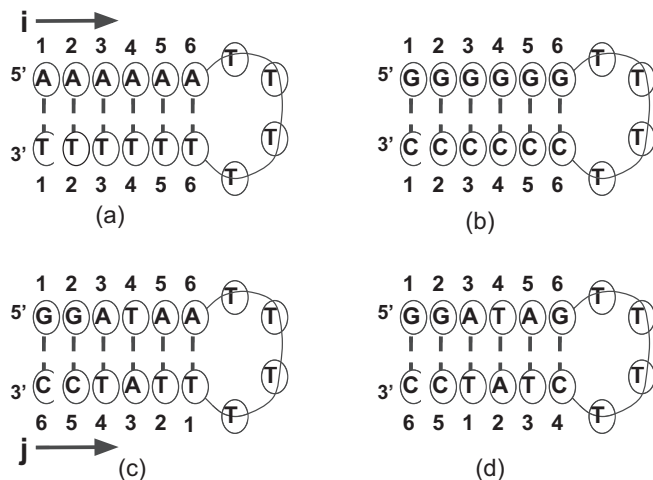 i
1 2 3 4 5 6
T
5’ A A A A A A T
3’ T T T T T T T
T
1 2 3 4 5 6
(a)
1 2 3 4 5 6
T
5’ G G G G G G T
T
3’ C C C C C C
T
1 2 3 4 5 6
(b)
1 2 3 4 5 6
T
5’ G G A T A A T
T
3’ C C T A T T
T
6 5 4 3 2 1
j
(c)
1 2 3 4 5 6
T
5’ G G A T A G T
T
3’ C C T A T C
T
6 5 1 2 3 4
(d)